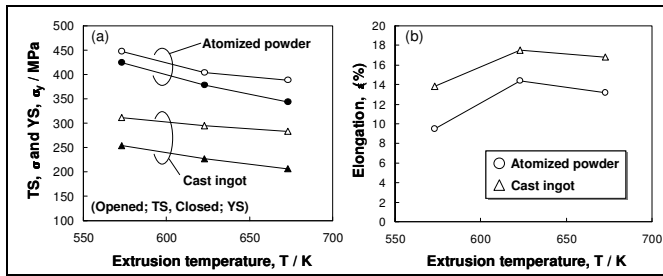 (a)
Atomized powder
Cast ingot
(Opened; TS, Closed; YS)
TS, σ and YS, σy / MPa
500
450
400
350
300
250
200
150
100
550
600
650
700
Extrusion temperature, T / K
(b)
Atomized powder
Cast ingot
Elongation, ε(%)
20
18
16
14
12
10
8
6
4
2
0
550
600
650
700
Extrusion temperature, T / K